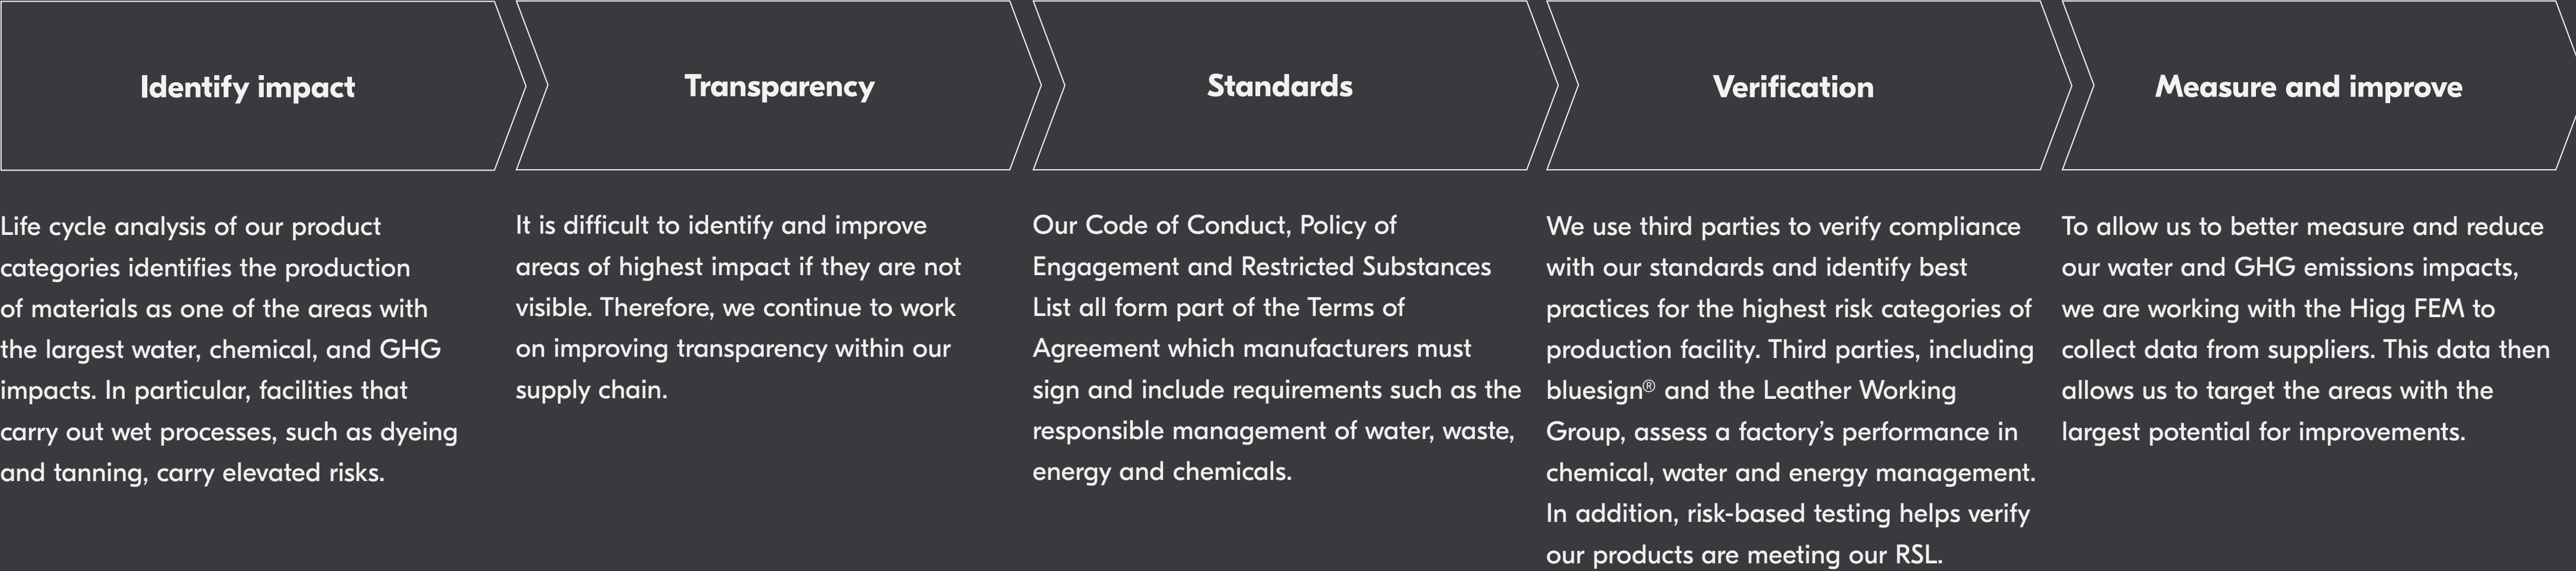 Identify impact
Life cycle analysis of our product
categories identifies the production
of materials as one of the areas with
the largest water, chemical, and GHG
impacts. In particular, facilities that
carry out wet processes, such as dyeing
and tanning, carry elevated risks.
Transparency
It is difficult to identify and improve
areas of highest impact if they are not
visible. Therefore, we continue to work
on improving transparency within our
supply chain.
Standards
Our Code of Conduct, Policy of
Engagement and Restricted Substances
List all form part of the Terms of
Agreement which manufacturers must
sign and include requirements such as the
responsible management of water, waste,
energy and chemicals.
Verification
We use third parties to verify compliance
with our standards and identify best
practices for the highest risk categories of
production facility. Third parties, including
bluesign® and the Leather Working
Group, assess a factory’s performance in
chemical, water and energy management.
In addition, risk-based testing helps verify
our products are meeting our RSL.
Measure and improve
To allow us to better measure and reduce
our water and GHG emissions impacts,
we are working with the Higg FEM to
collect data from suppliers. This data then
allows us to target the areas with the
largest potential for improvements.